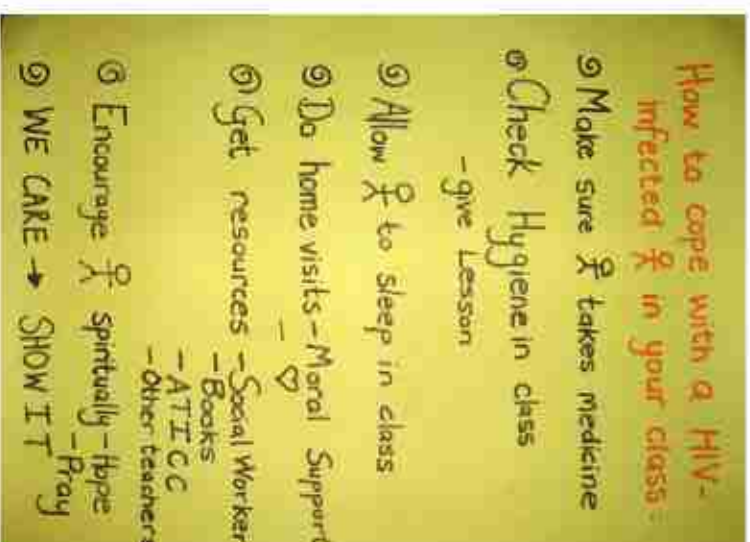 How to cope with a HIV-
infected in your class:
Make sure takes medicine
Check Hygiene in class
- give Lesson
Allow to sleep in class
Do home visits - Moral Support
Get resources - Social Worker
- Books
- ATICC
- Other teachers
Encourage spiritually - Hope
- Pray
WE CARE → SHOW IT